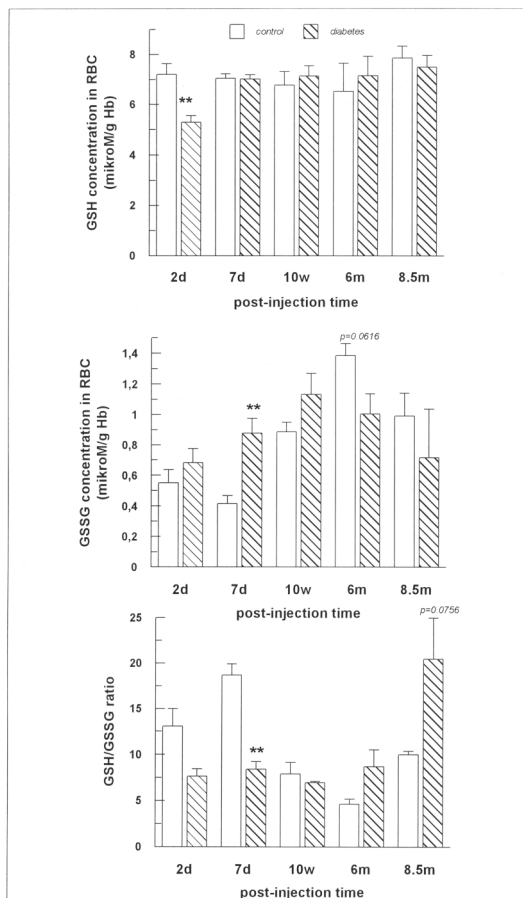 control diabetes
GSH concentration in RBC
(mikroM/g Hb)
8
6
4
2
0
**
2d 7d 10w 6m 8.5m
post-injection time
GSSG concentration in RBC
(mikroM/g Hb)
1,4
1,2
1
0,8
0,6
0,4
0,2
0
**
p=0.0616
2d 7d 10w 6m 8.5m
post-injection time
GSH/GSSG ratio
25
20
15
10
5
0
**
p=0.0756
2d 7d 10w 6m 8.5m
post-injection time